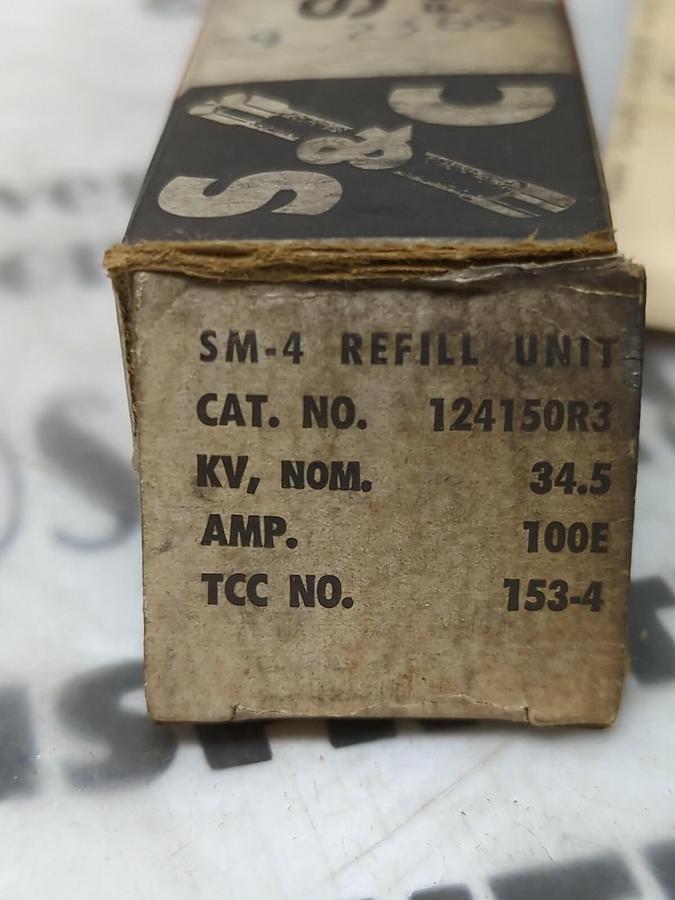 S&C
SM-4 REFILL UNIT
CAT. NO. 124150R3
KV, NOM. 34.5
AMP. 100E
TCC NO. 153-4